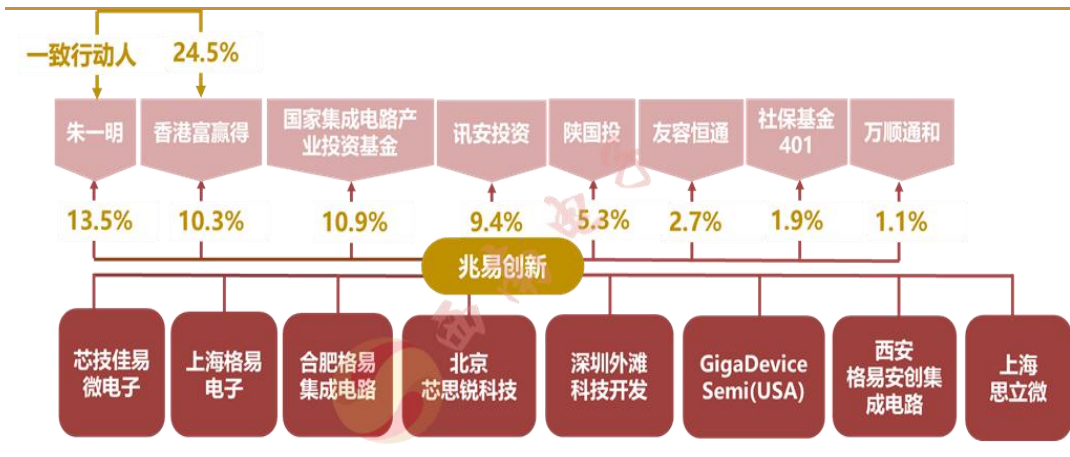 一致行动人 24.5%
朱一明
香港富赢得
国家集成电路产
业投资基金
讯安投资
陕国投
友容恒通
社保基金
401
万顺通和
13.5% 10.3% 10.9% 9.4% 5.3% 2.7% 1.9% 1.1%
兆易创新
芯技佳易
微电子
上海格易
电子
合肥格易
集成电路
北京
芯思锐科技
深圳外滩
科技开发
GigaDevice
Semi(USA)
西安
格易安创集
成电路
上海
思立微